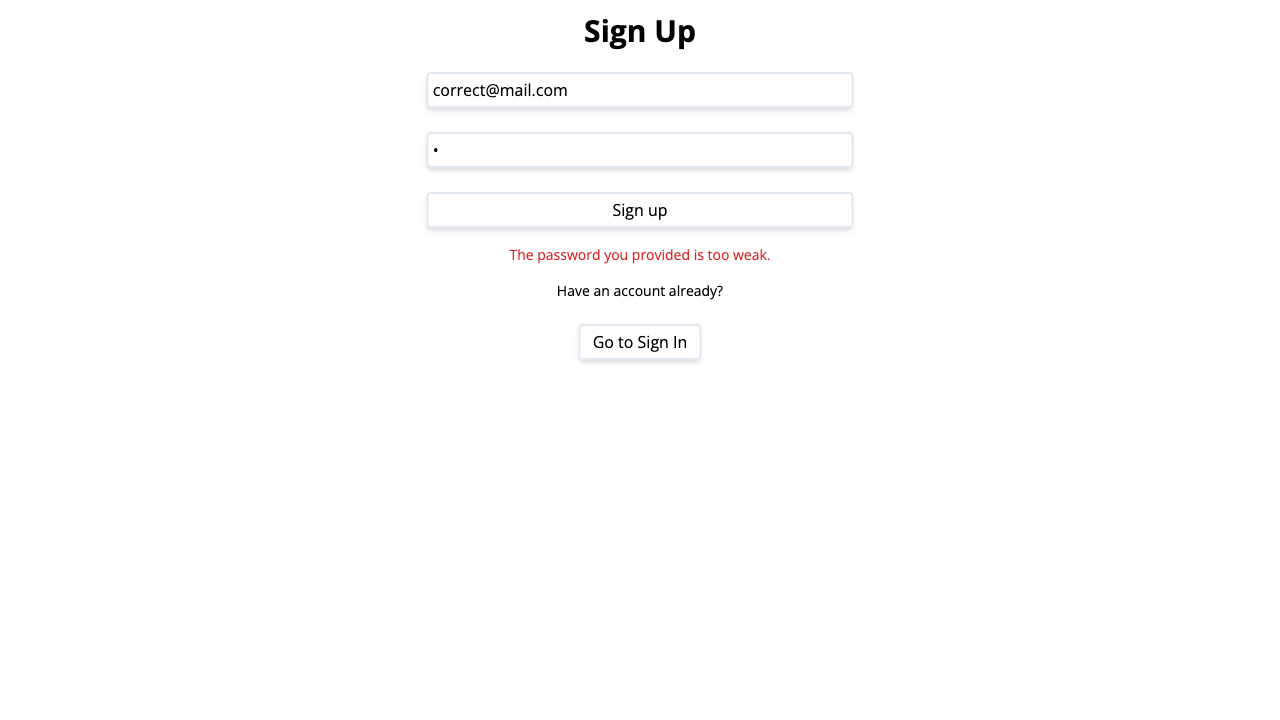 Sign Up
correct@mail.com
•
Sign up
The password you provided is too weak.
Have an account already?
Go to Sign In